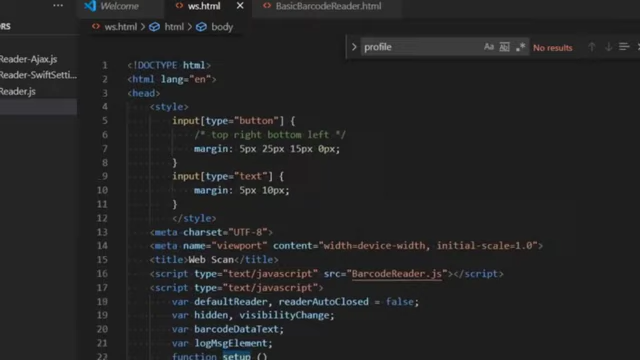 Welcome
ws.html
BasicBarcodeReader.html
ws.html > html > body
profile
Aa
ab
.*
No results
Reader-Ajax.js
Reader-SwiftSetti...
Reader.js
1 <!DOCTYPE html>
2 <html lang="en">
3 <head>
4 <style>
5 input[type="button"] {
6 /* top right bottom left */
7 margin: 5px 25px 15px 0px;
8 }
9 input[type="text"] {
10 margin: 5px 10px;
11 }
12 </style>
13 <meta charset="UTF-8">
14 <meta name="viewport" content="width=device-width, initial-scale=1.0">
15 <title>Web Scan</title>
16 <script type="text/javascript" src="BarcodeReader.js"></script>
17 <script type="text/javascript">
18 var defaultReader, readerAutoClosed = false;
19 var hidden, visibilityChange;
20 var barcodeDataText;
21 var logMsgElement;
22 function setup ()